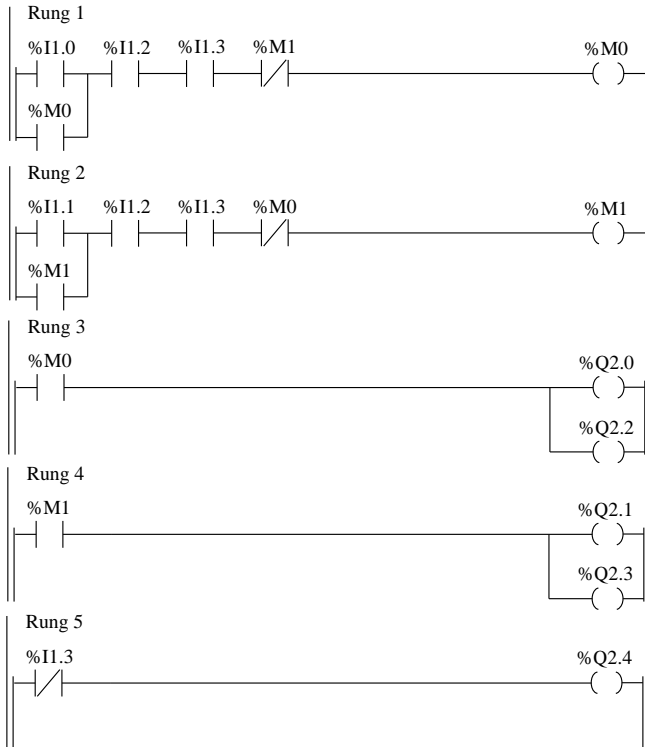 Rung 1
%I1.0 %I1.2 %I1.3 %M1 %M0
%M0
Rung 2
%I1.1 %I1.2 %I1.3 %M0 %M1
%M1
Rung 3
%M0 %Q2.0
%Q2.2
Rung 4
%M1 %Q2.1
%Q2.3
Rung 5
%I1.3 %Q2.4